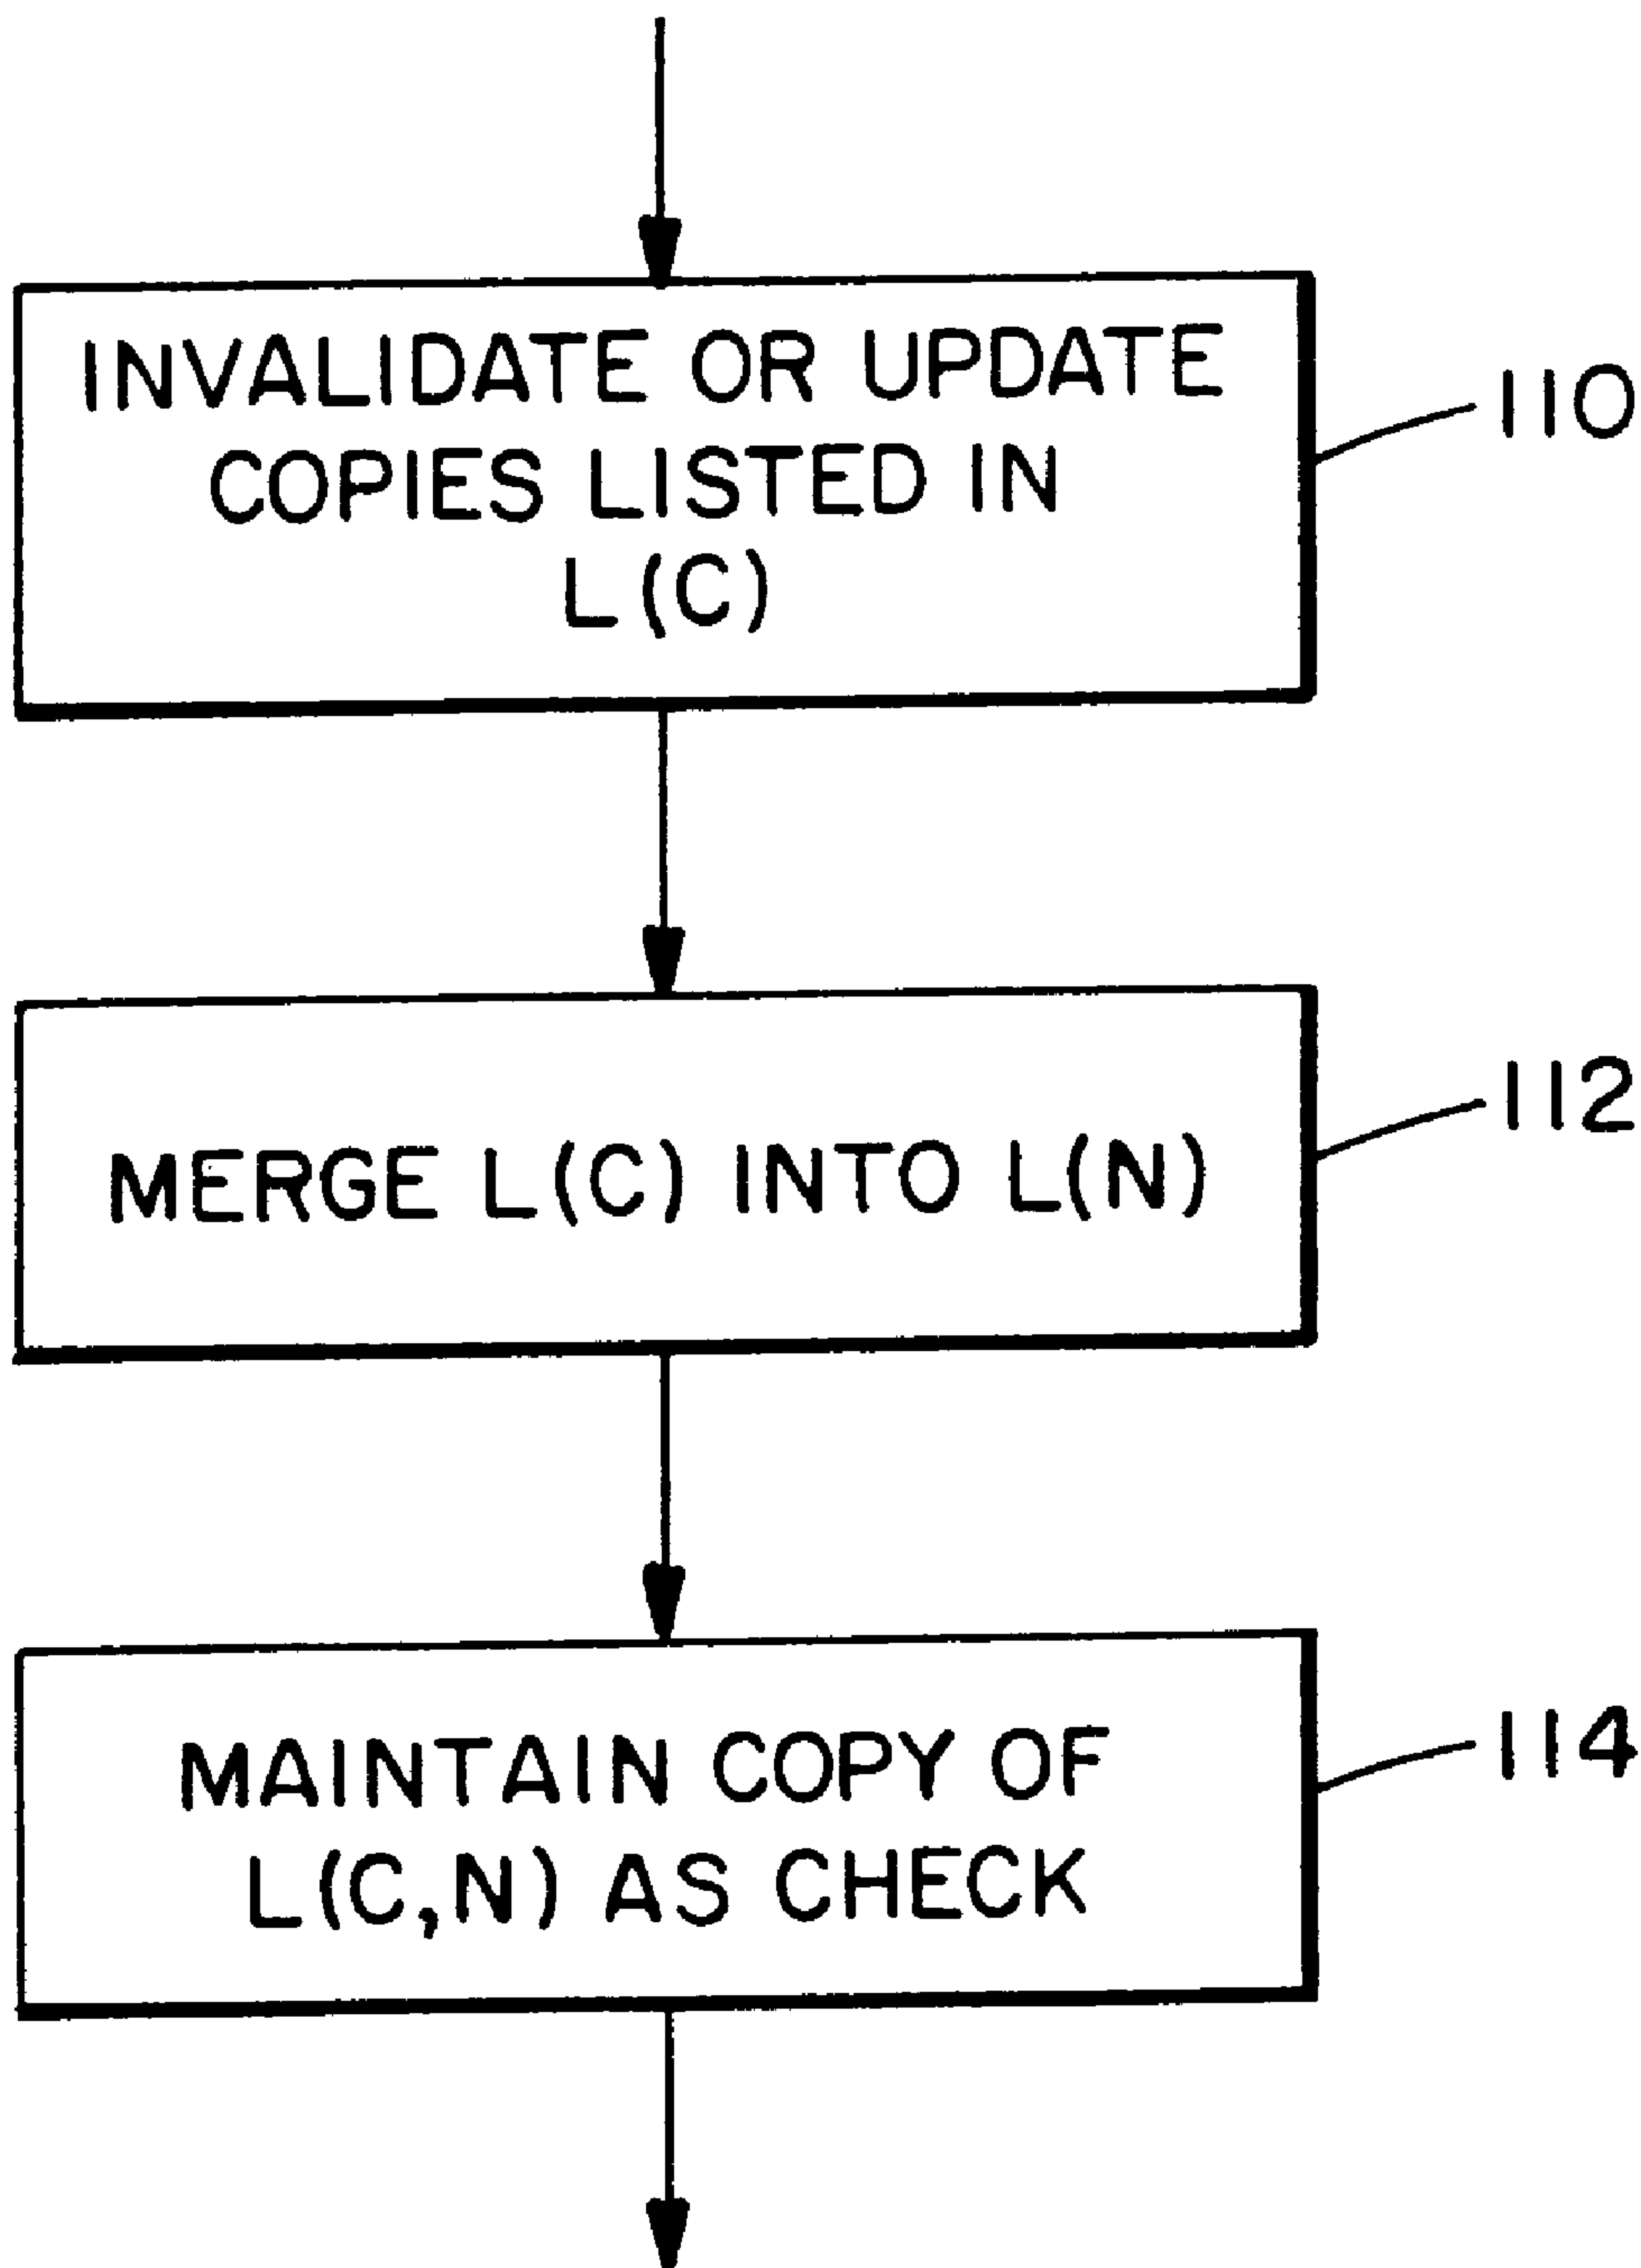 INVALIDATE OR UPDATE
COPIES LISTED IN
L(C)
110
MERGE L(C) INTO L(N)
112
MAINTAIN COPY OF
L(C,N) AS CHECK
114